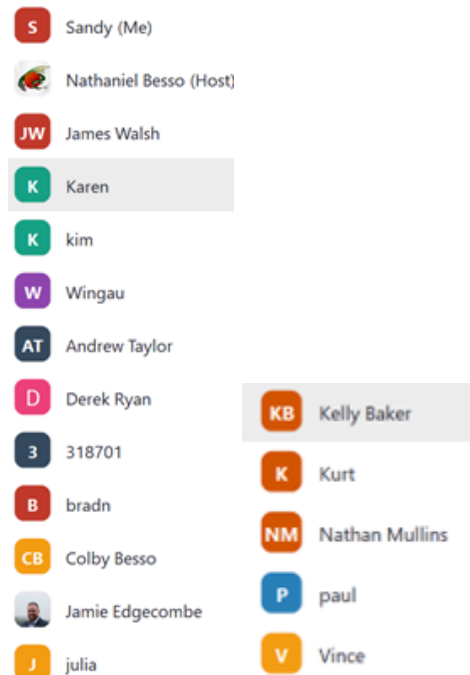 S Sandy (Me)
Nathaniel Besso (Host)
JW James Walsh
K Karen
K kim
W Wingau
AT Andrew Taylor
D Derek Ryan
3 318701
B bradn
CB Colby Besso
Jamie Edgecombe
J julia
KB Kelly Baker
K Kurt
NM Nathan Mullins
P paul
V Vince